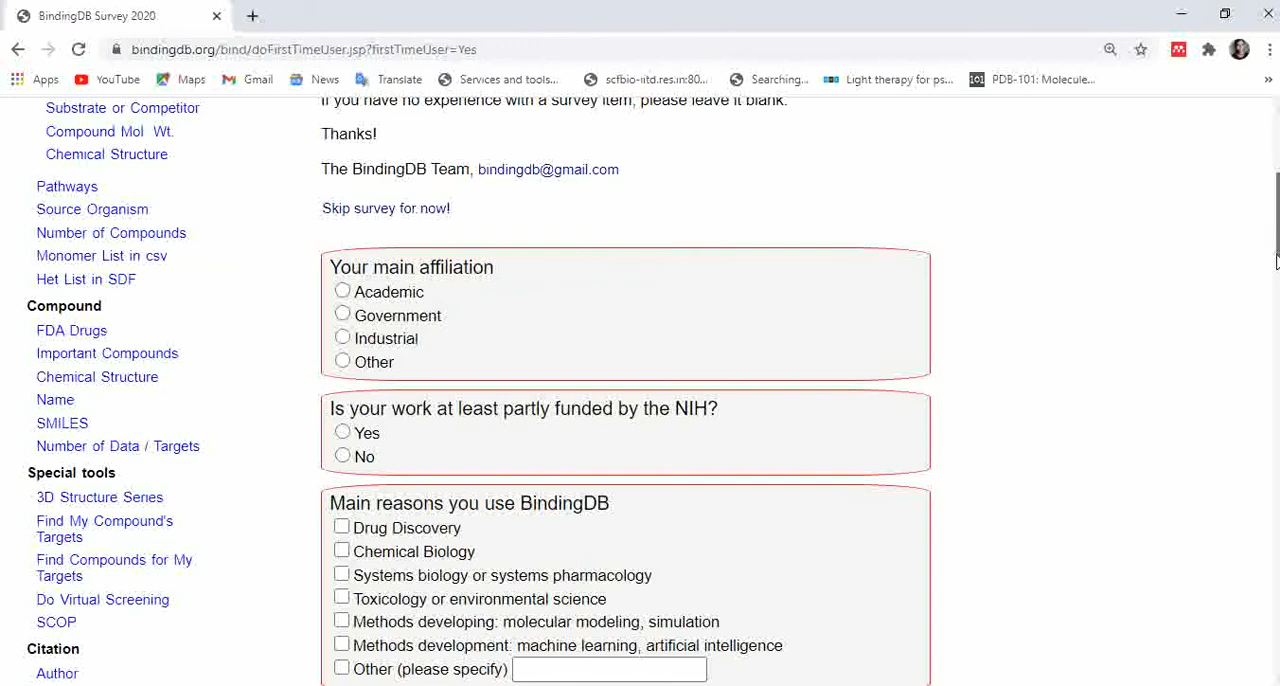 BindingDB Survey 2020
bindingdb.org/bind/doFirstTimeUser.jsp?firstTimeUser=Yes
Apps YouTube Maps Gmail News Translate Services and tools... scfbio-iitd.res.in:80... Searching... Light therapy for ps... 101 PDB-101: Molecule... »
Substrate or Competitor
Compound Mol Wt.
Chemical Structure
Pathways
Source Organism
Number of Compounds
Monomer List in csv
Het List in SDF
Compound
FDA Drugs
Important Compounds
Chemical Structure
Name
SMILES
Number of Data / Targets
Special tools
3D Structure Series
Find My Compound's
Targets
Find Compounds for My
Targets
Do Virtual Screening
SCOP
Citation
Author
If you have no experience with a survey item, please leave it blank.
Thanks!
The BindingDB Team, bindingdb@gmail.com
Skip survey for now!
Your main affiliation
Academic
Government
Industrial
Other
Is your work at least partly funded by the NIH?
Yes
No
Main reasons you use BindingDB
Drug Discovery
Chemical Biology
Systems biology or systems pharmacology
Toxicology or environmental science
Methods developing: molecular modeling, simulation
Methods development: machine learning, artificial intelligence
Other (please specify)